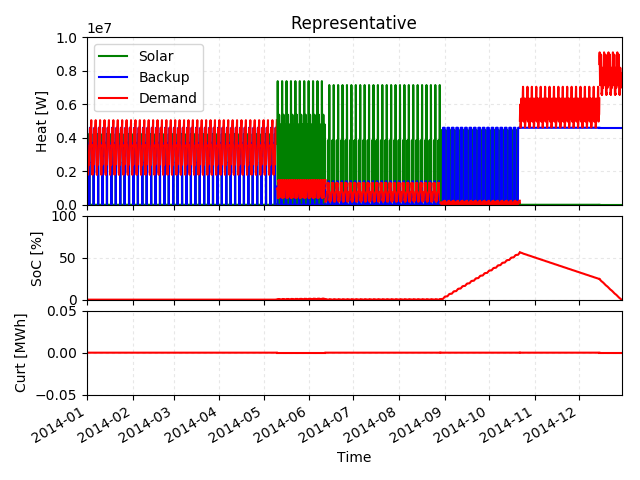 Representative
1e7
1.0
0.8
0.6
0.4
0.2
0.0
Heat [W]
Solar
Backup
Demand
100
50
0
SoC [%]
0.05
0.00
−0.05
Curt [MWh]
2014-01
2014-02
2014-03
2014-04
2014-05
2014-06
2014-07
2014-08
2014-09
2014-10
2014-11
2014-12
Time